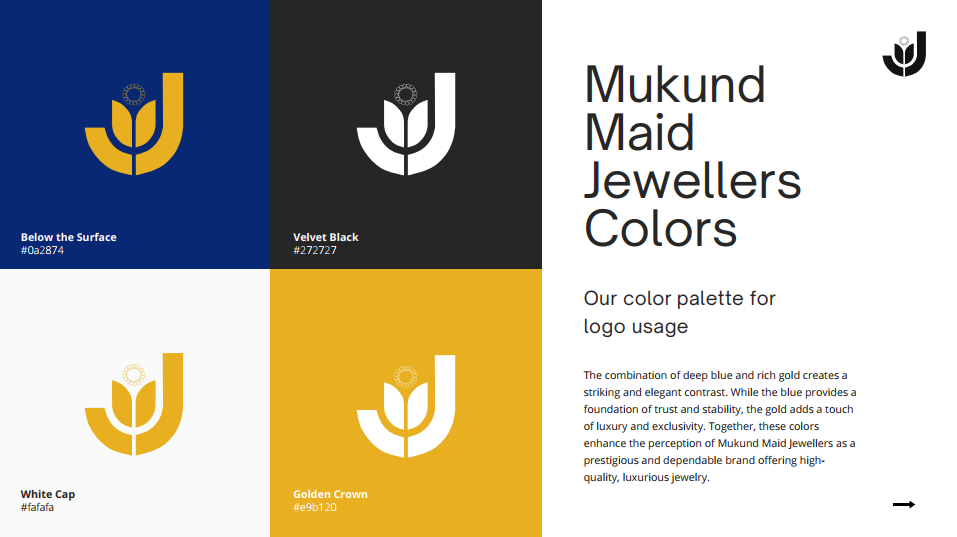 Below the Surface
#0a2874
Velvet Black
#272727
White Cap
#fafafa
Golden Crown
#e9b120
Mukund
Maid
Jewellers
Colors
Our color palette for
logo usage
The combination of deep blue and rich gold creates a
striking and elegant contrast. While the blue provides a
foundation of trust and stability, the gold adds a touch
of luxury and exclusivity. Together, these colors
enhance the perception of Mukund Maid Jewellers as a
prestigious and dependable brand offering high-
quality, luxurious jewelry.